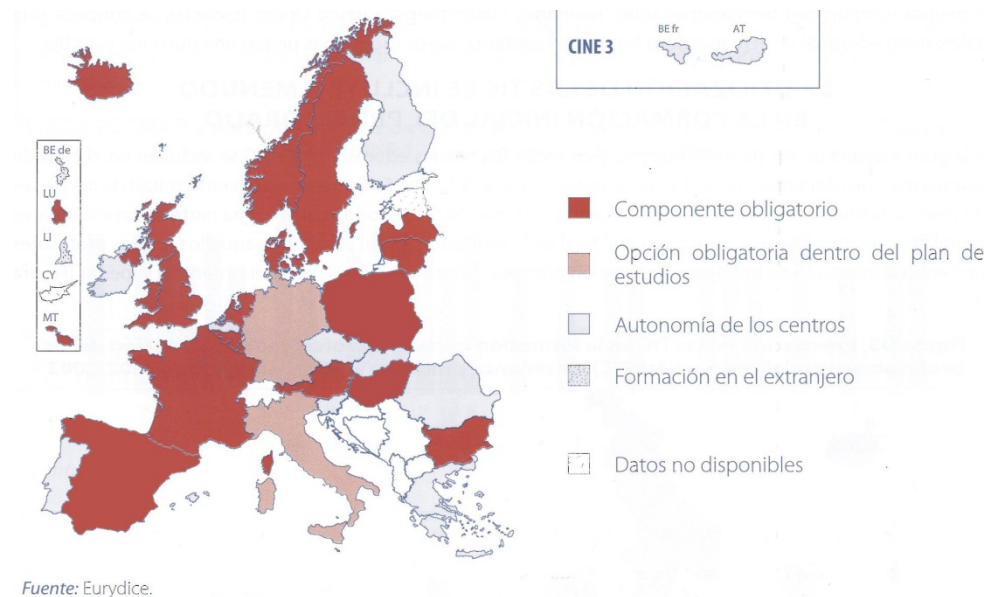 CINE 3
BE fr
AT
BE de
LU
LI
CY
MT
Componente obligatorio
Opción obligatoria dentro del plan de
estudios
Autonomía de los centros
Formación en el extranjero
Datos no disponibles
Fuente: Eurydice.